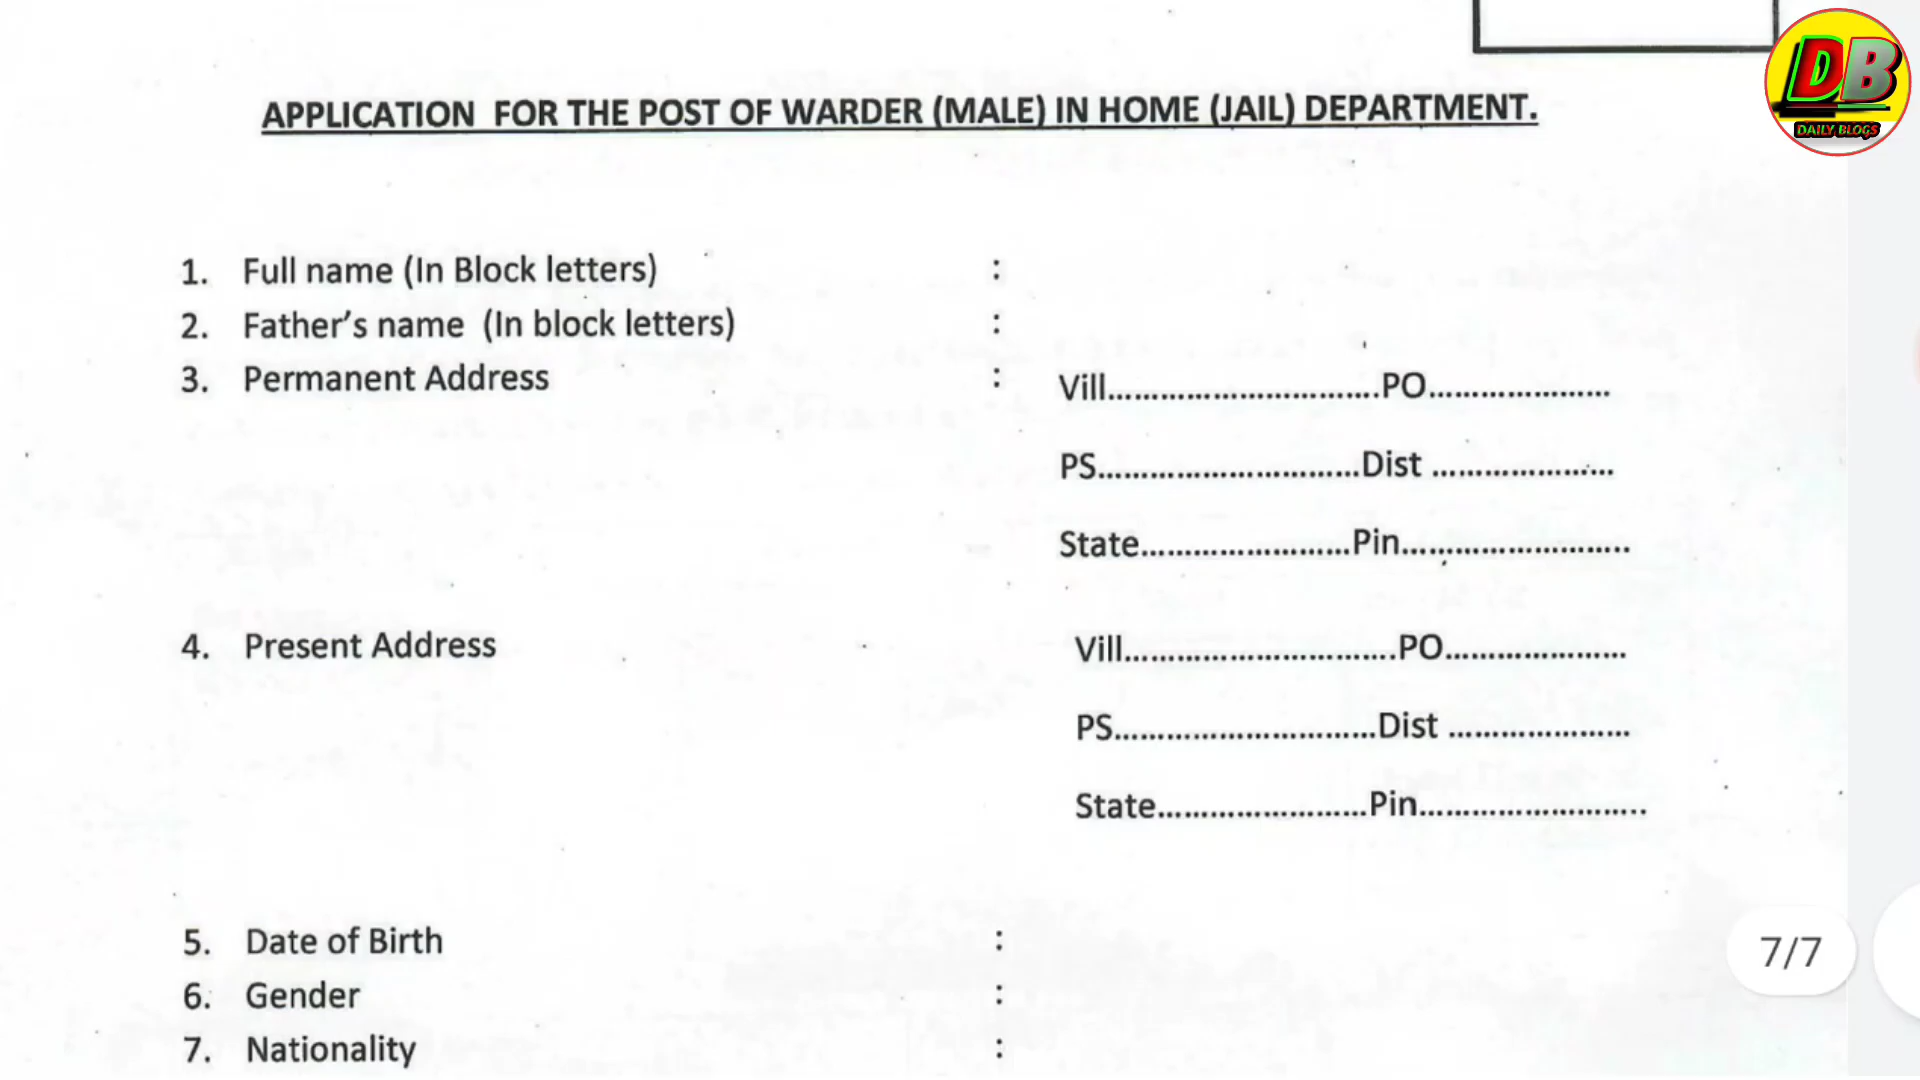 DB
DAILY BLOGS
APPLICATION FOR THE POST OF WARDER (MALE) IN HOME (JAIL) DEPARTMENT.
1. Full name (In Block letters) :
2. Father's name (In block letters) :
3. Permanent Address : Vill..............................PO.....................
PS..............................Dist .....................
State........................Pin..........................
4. Present Address Vill..............................PO.....................
PS..............................Dist .....................
State........................Pin..........................
5. Date of Birth :
6. Gender :
7. Nationality :
7/7